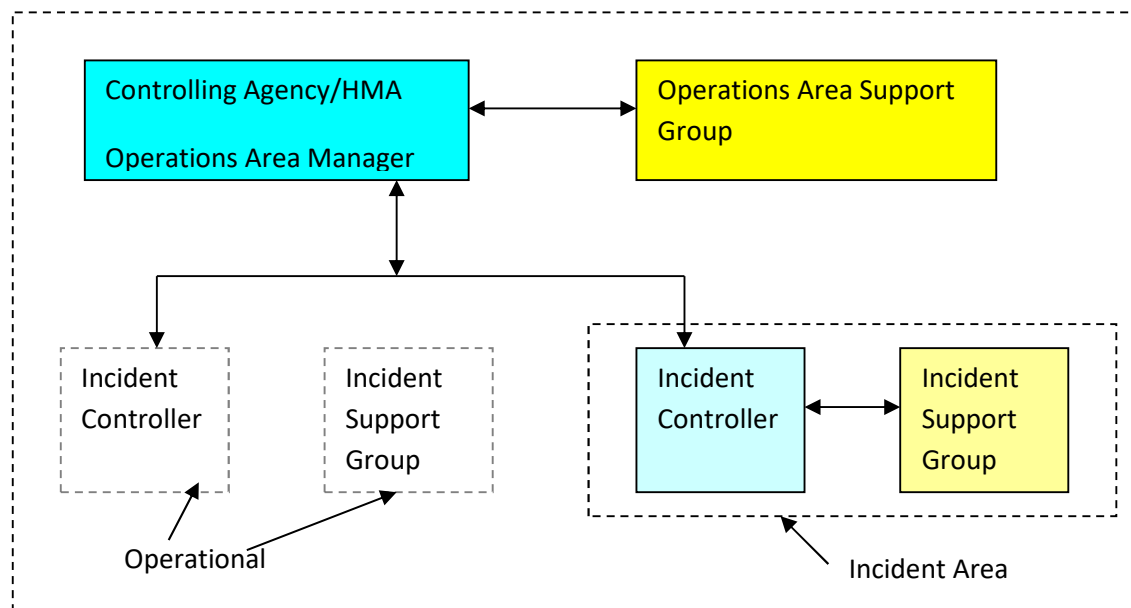 Controlling Agency/HMA
Operations Area Manager
Operations Area Support
Group
Incident
Controller
Incident
Support
Group
Incident
Controller
Incident
Support
Group
Operational
Incident Area